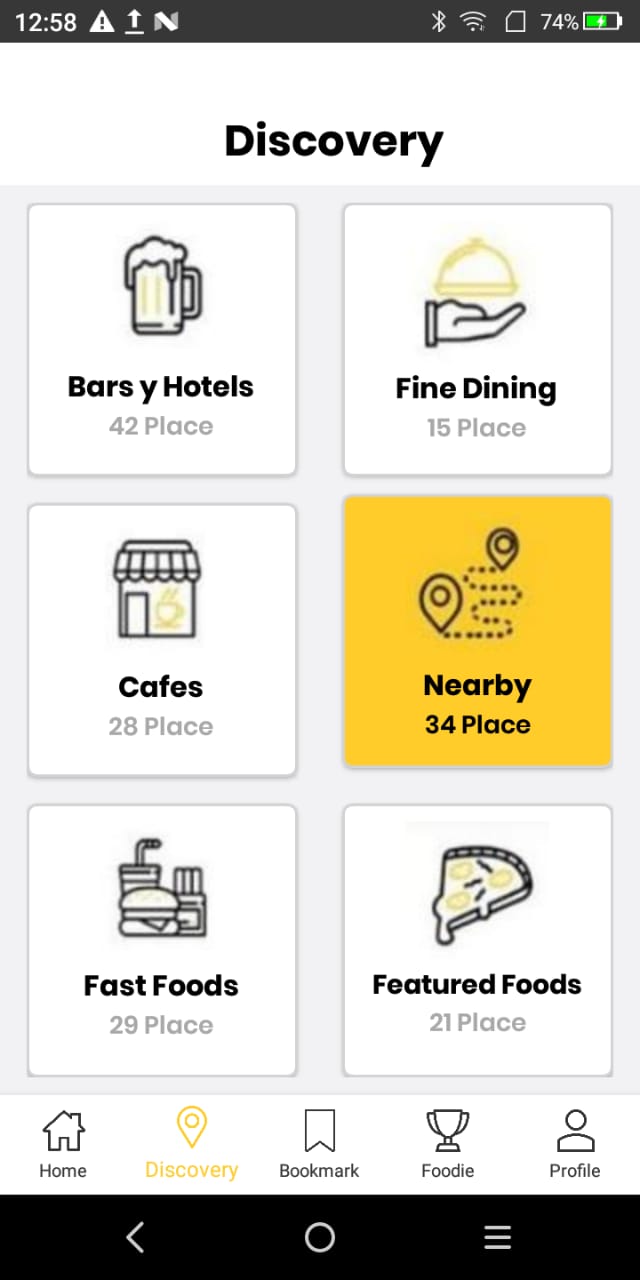 12:58
74%
Discovery
Bars y Hotels
42 Place
Fine Dining
15 Place
Cafes
28 Place
Nearby
34 Place
Fast Foods
29 Place
Featured Foods
21 Place
Home
Discovery
Bookmark
Foodie
Profile